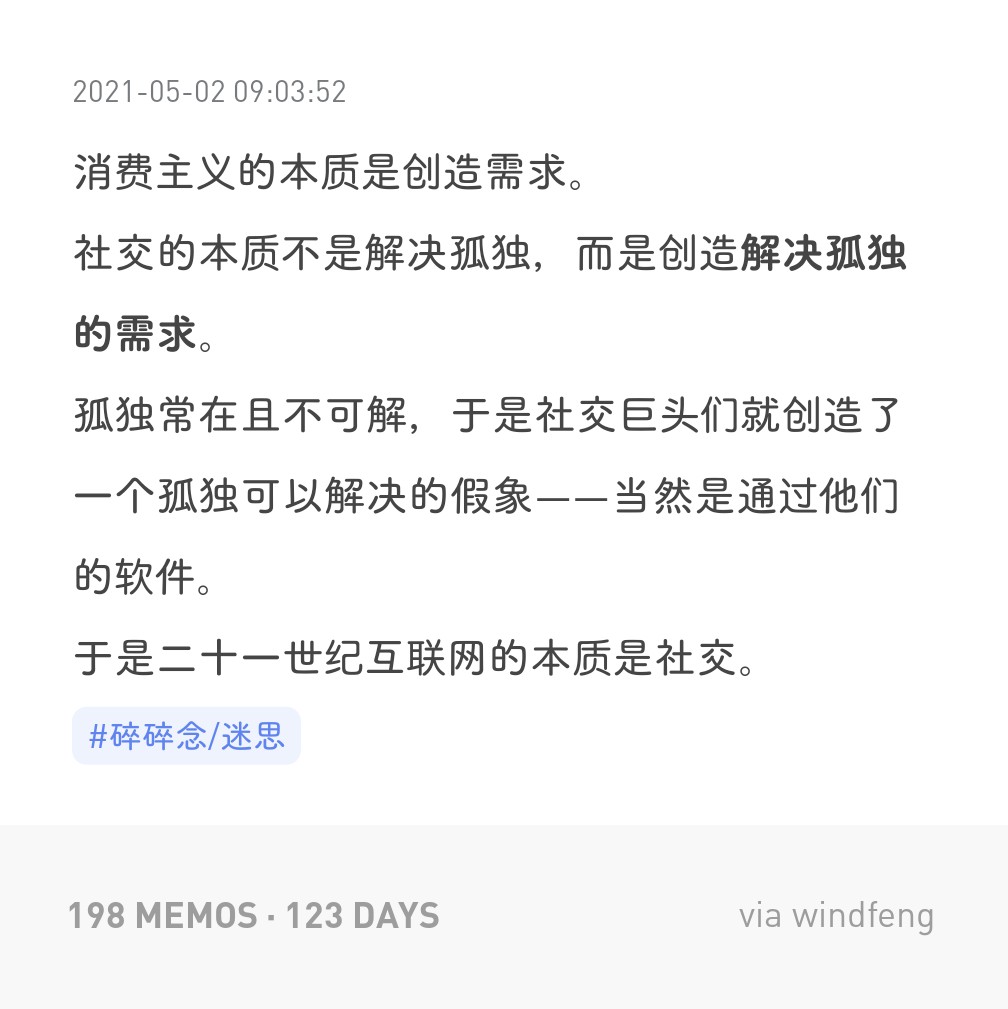 2021-05-02 09:03:52
消费主义的本质是创造需求。
社交的本质不是解决孤独，而是创造解决孤独
的需求。
孤独常在且不可解，于是社交巨头们就创造了
一个孤独可以解决的假象——当然是通过他们
的软件。
于是二十一世纪互联网的本质是社交。
#碎碎念/迷思
198 MEMOS · 123 DAYS
via windfeng